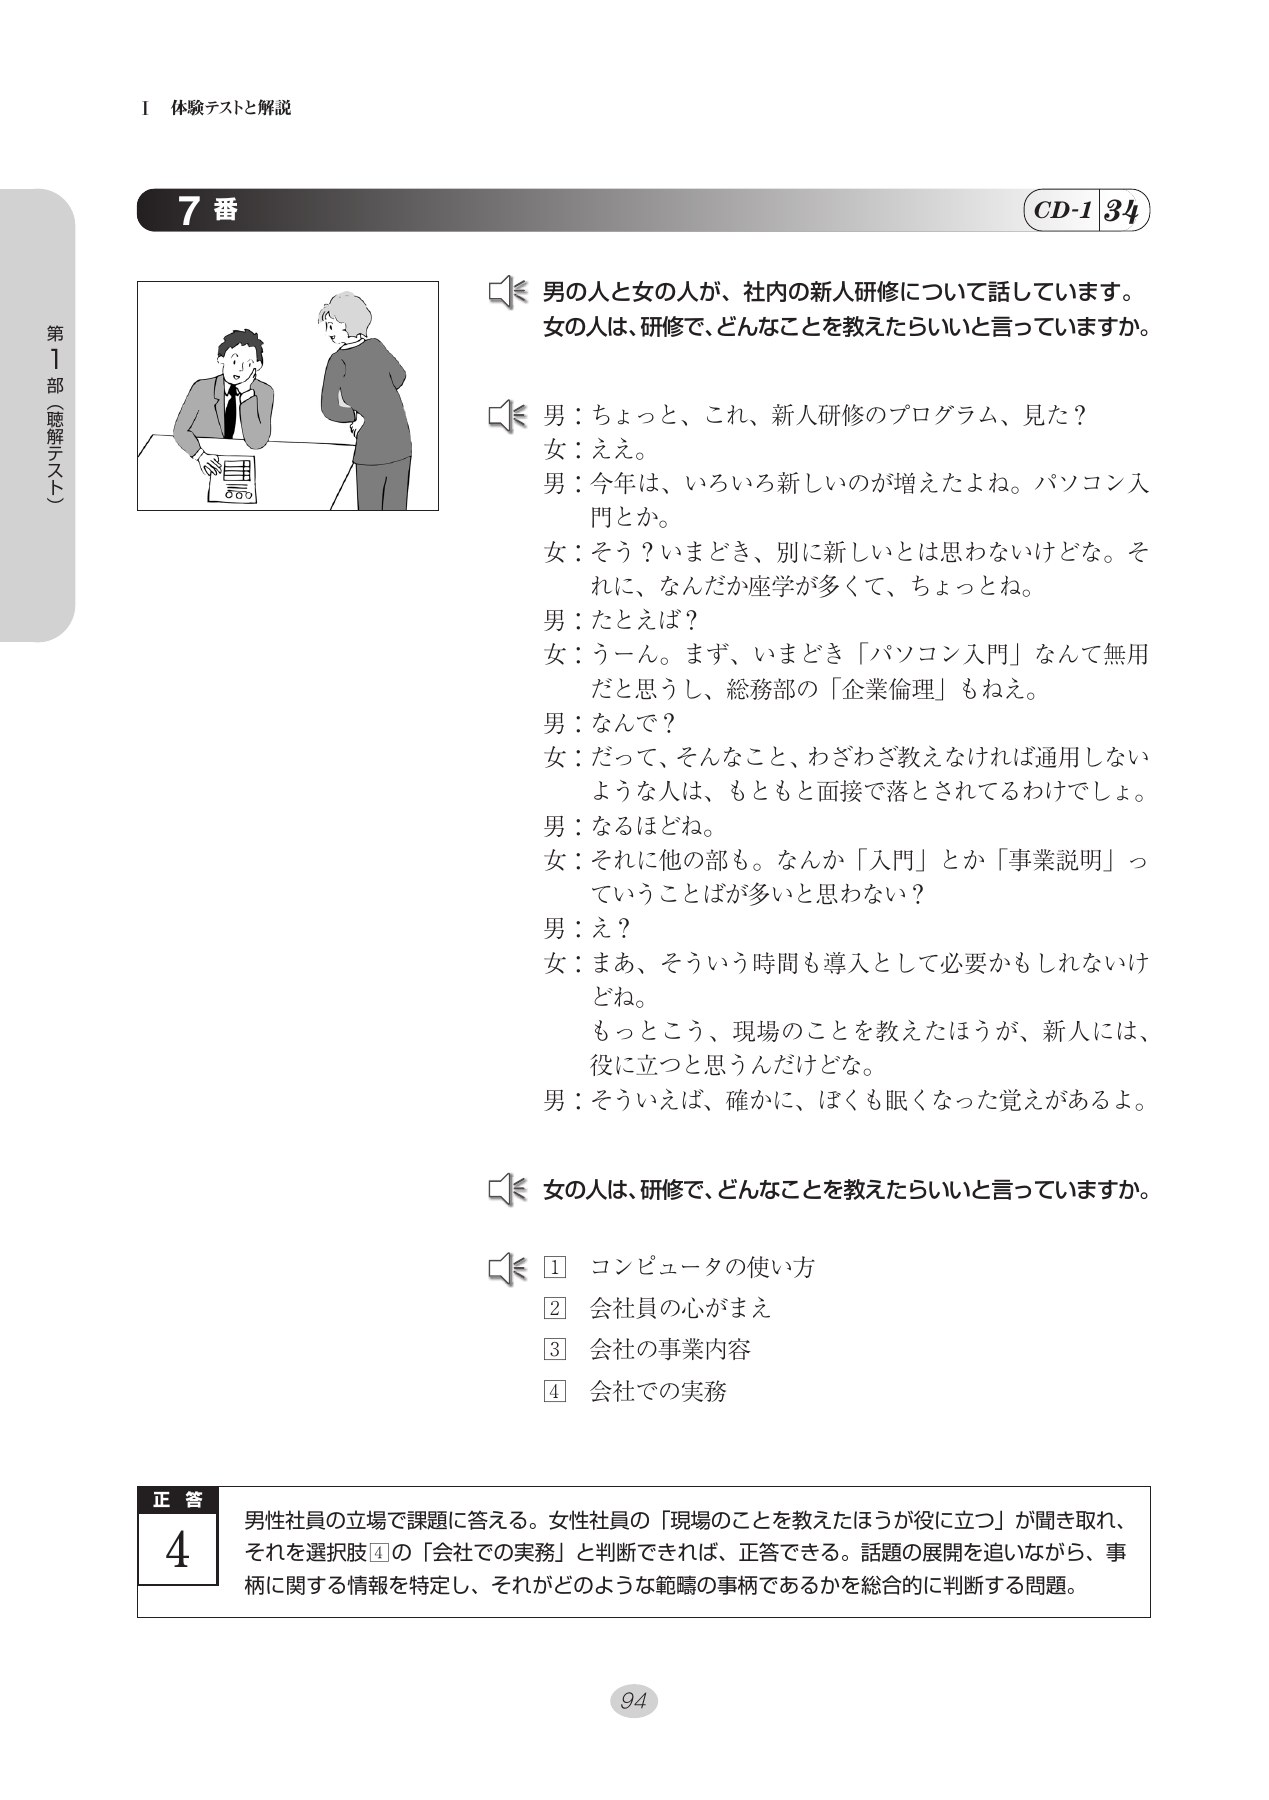 I　体験テストと解説
第1部（聴解テスト）
7 番
CD-1 34
男の人と女の人が、社内の新人研修について話しています。
女の人は、研修で、どんなことを教えたらいいと言っていますか。
男：ちょっと、これ、新人研修のプログラム、見た？
女：ええ。
男：今年は、いろいろ新しいのが増えたよね。パソコン入
門とか。
女：そう？いまどき、別に新しいとは思わないけどな。そ
れに、なんだか座学が多くて、ちょっとね。
男：たとえば？
女：うーん。まず、いまどき「パソコン入門」なんて無用
だと思うし、総務部の「企業倫理」もねえ。
男：なんで？
女：だって、そんなこと、わざわざ教えなければ通用しない
ような人は、もともと面接で落とされてるわけでしょ。
男：なるほどね。
女：それに他の部も。なんか「入門」とか「事業説明」っ
ていうことばが多いと思わない？
男：え？
女：まあ、そういう時間も導入として必要かもしれないけ
どね。
もっとこう、現場のことを教えたほうが、新人には、
役に立つと思うんだけどな。
男：そういえば、確かに、ぼくも眠くなった覚えがあるよ。
女の人は、研修で、どんなことを教えたらいいと言っていますか。
1　コンピュータの使い方
2　会社員の心がまえ
3　会社の事業内容
4　会社での実務
正 答
4
男性社員の立場で課題に答える。女性社員の「現場のことを教えたほうが役に立つ」が聞き取れ、
それを選択肢4の「会社での実務」と判断できれば、正答できる。話題の展開を追いながら、事
柄に関する情報を特定し、それがどのような範疇の事柄であるかを総合的に判断する問題。
94